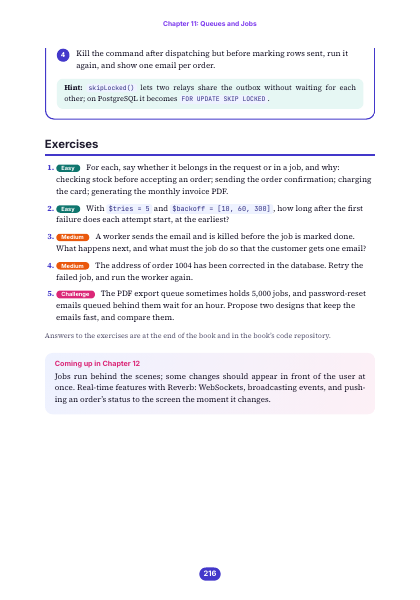 Chapter 11: Queues and Jobs
4 Kill the command after dispatching but before marking rows sent, run it
again, and show one email per order.
Hint: skipLocked() lets two relays share the outbox without waiting for each
other; on PostgreSQL it becomes FOR UPDATE SKIP LOCKED.
Exercises
1. Easy For each, say whether it belongs in the request or in a job, and why:
checking stock before accepting an order; sending the order confirmation; charging
the card; generating the monthly invoice PDF.
2. Easy With $tries = 5 and $backoff = [10, 60, 300], how long after the first
failure does each attempt start, at the earliest?
3. Medium A worker sends the email and is killed before the job is marked done.
What happens next, and what must the job do so that the customer gets one email?
4. Medium The address of order 1004 has been corrected in the database. Retry the
failed job, and run the worker again.
5. Challenge The PDF export queue sometimes holds 5,000 jobs, and password-reset
emails queued behind them wait for an hour. Propose two designs that keep the
emails fast, and compare them.
Answers to the exercises are at the end of the book and in the book's code repository.
Coming up in Chapter 12
Jobs run behind the scenes; some changes should appear in front of the user at
once. Real-time features with Reverb: WebSockets, broadcasting events, and push-
ing an order's status to the screen the moment it changes.
216